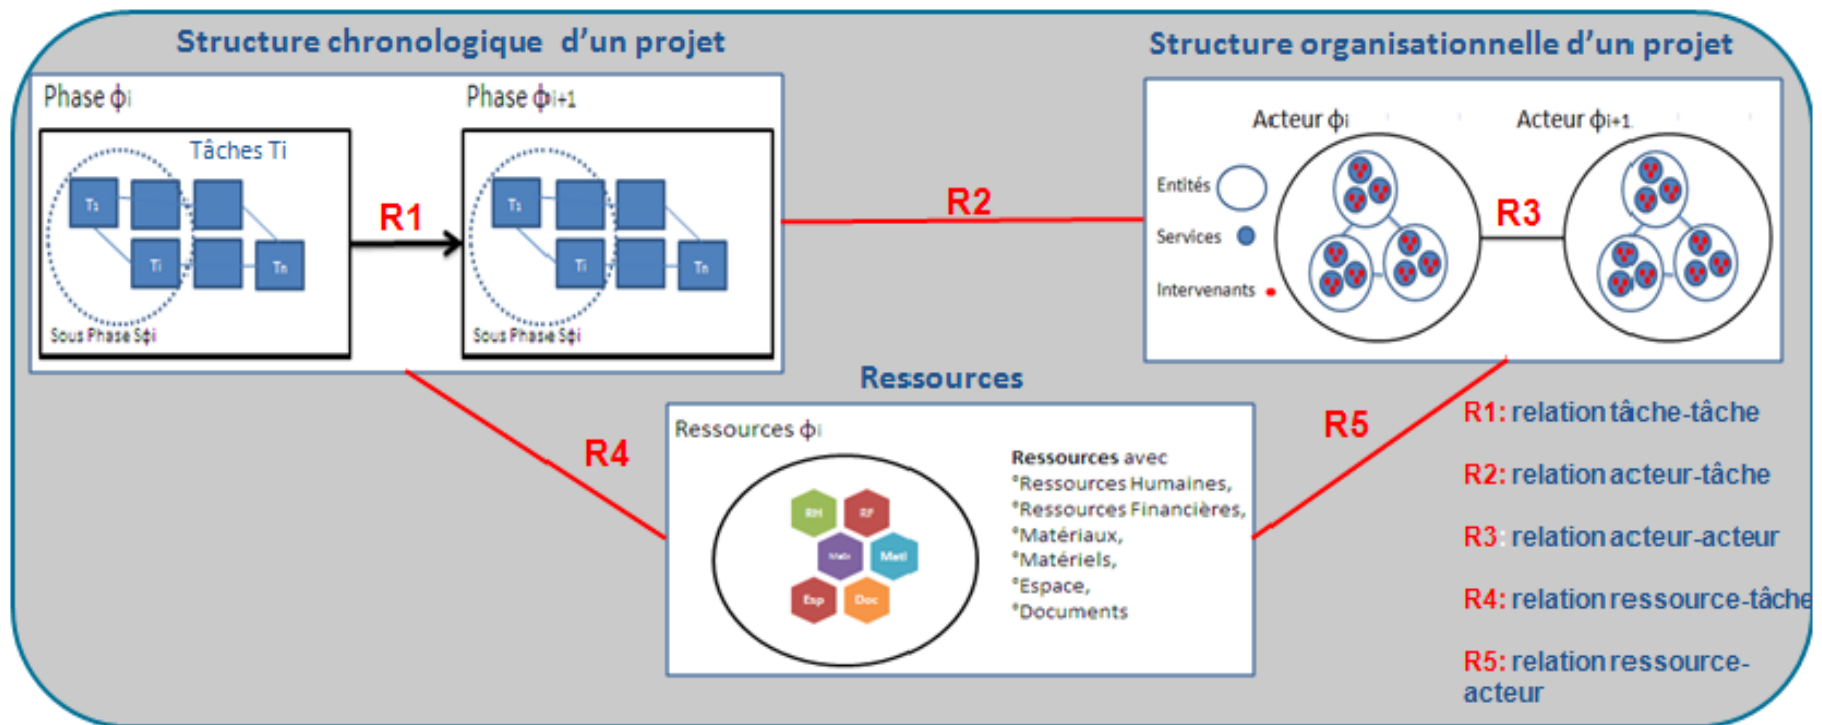 Structure chronologique d'un projet
Structure organisationnelle d'un projet
Phase ϕi
Phase ϕi+1
Tâches Ti
T1
Ti
Tn
Sous Phase Sϕi
R1
T1
Ti
Tn
Sous Phase Sϕi
R2
Acteur ϕi
Acteur ϕi+1
Entités
Services
Intervenants
R3
R4
Ressources
R5
Ressources ϕi
RH
RF
Matl
Esp
Doc
Ressources avec
*Ressources Humaines,
*Ressources Financières,
*Matériaux,
*Matériels,
*Espace,
*Documents
R1: relation tâche-tâche
R2: relation acteur-tâche
R3: relation acteur-acteur
R4: relation ressource-tâche
R5: relation ressource-
acteur